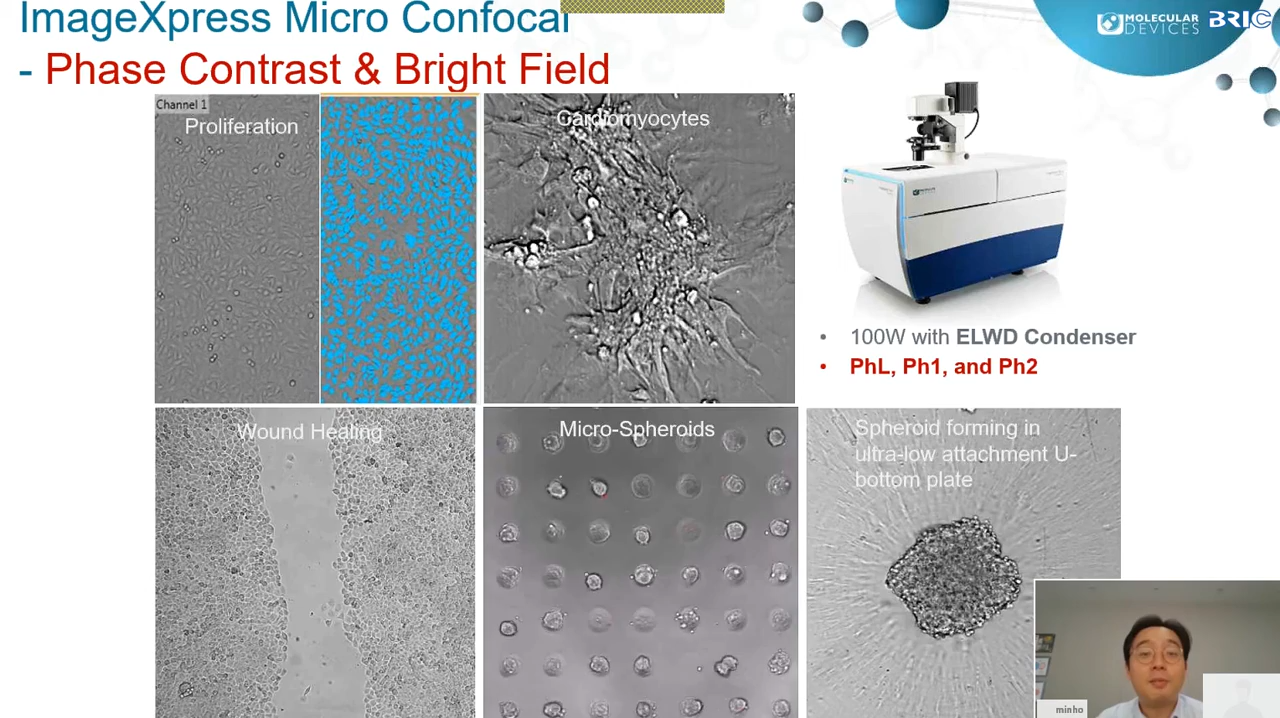 ImageXpress Micro Confocal
- Phase Contrast & Bright Field
MOLECULAR
DEVICES
BRIC
Channel 1
Proliferation
Cardiomyocytes
• 100W with ELWD Condenser
• PhL, Ph1, and Ph2
Wound Healing
Micro-Spheroids
Spheroid forming in
ultra-low attachment U-
bottom plate
minho